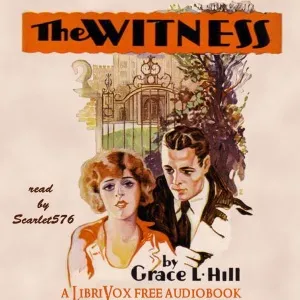 The WITNESS
read
by
Scarlet576
by
Grace L. Hill
A LIBRIVOX FREE AUDIOBOOK